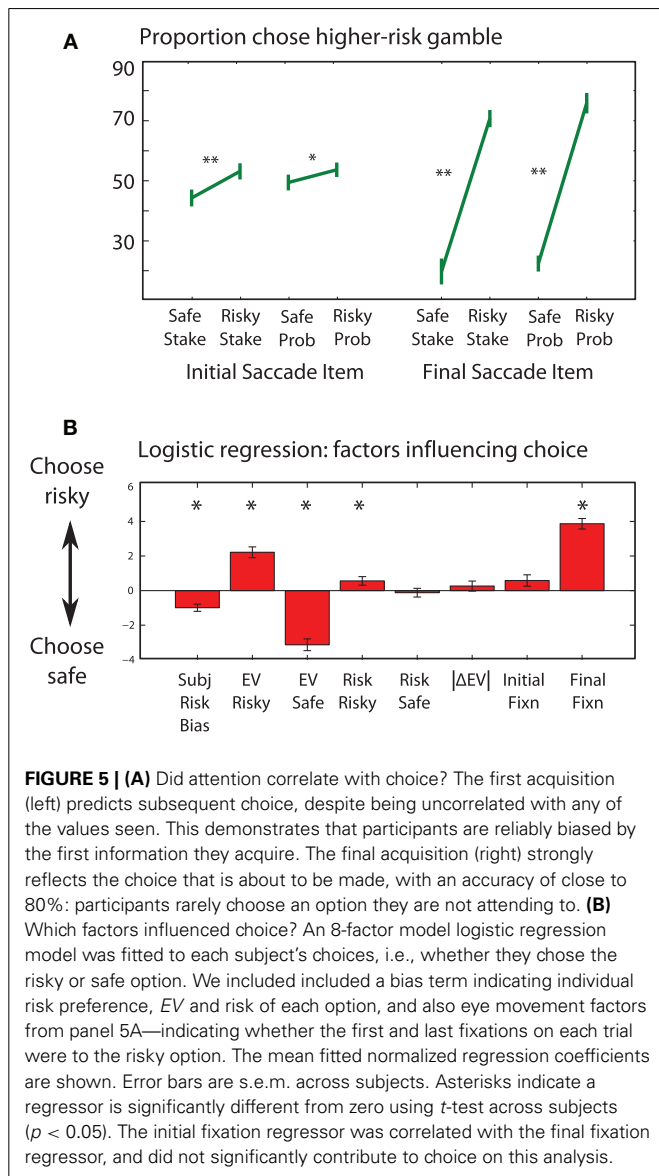 A
Proportion chose higher-risk gamble
90
70
50
30
**
*
**
**
Safe Stake
Risky Stake
Safe Prob
Risky Prob
Safe Stake
Risky Stake
Safe Prob
Risky Prob
Initial Saccade Item
Final Saccade Item
B
Logistic regression: factors influencing choice
Choose risky
Choose safe
6
4
2
0
−2
−4
* * * * *
Subj Risk Bias
EV Risky
EV Safe
Risk Risky
Risk Safe
|ΔEV|
Initial Fixn
Final Fixn
FIGURE 5 | (A) Did attention correlate with choice? The first acquisition
(left) predicts subsequent choice, despite being uncorrelated with any of
the values seen. This demonstrates that participants are reliably biased by
the first information they acquire. The final acquisition (right) strongly
reflects the choice that is about to be made, with an accuracy of close to
80%: participants rarely choose an option they are not attending to. (B)
Which factors influenced choice? An 8-factor model logistic regression
model was fitted to each subject's choices, i.e., whether they chose the
risky or safe option. We included included a bias term indicating individual
risk preference, EV and risk of each option, and also eye movement factors
from panel 5A—indicating whether the first and last fixations on each trial
were to the risky option. The mean fitted normalized regression coefficients
are shown. Error bars are s.e.m. across subjects. Asterisks indicate a
regressor is significantly different from zero using t-test across subjects
(p < 0.05). The initial fixation regressor was correlated with the final fixation
regressor, and did not significantly contribute to choice on this analysis.